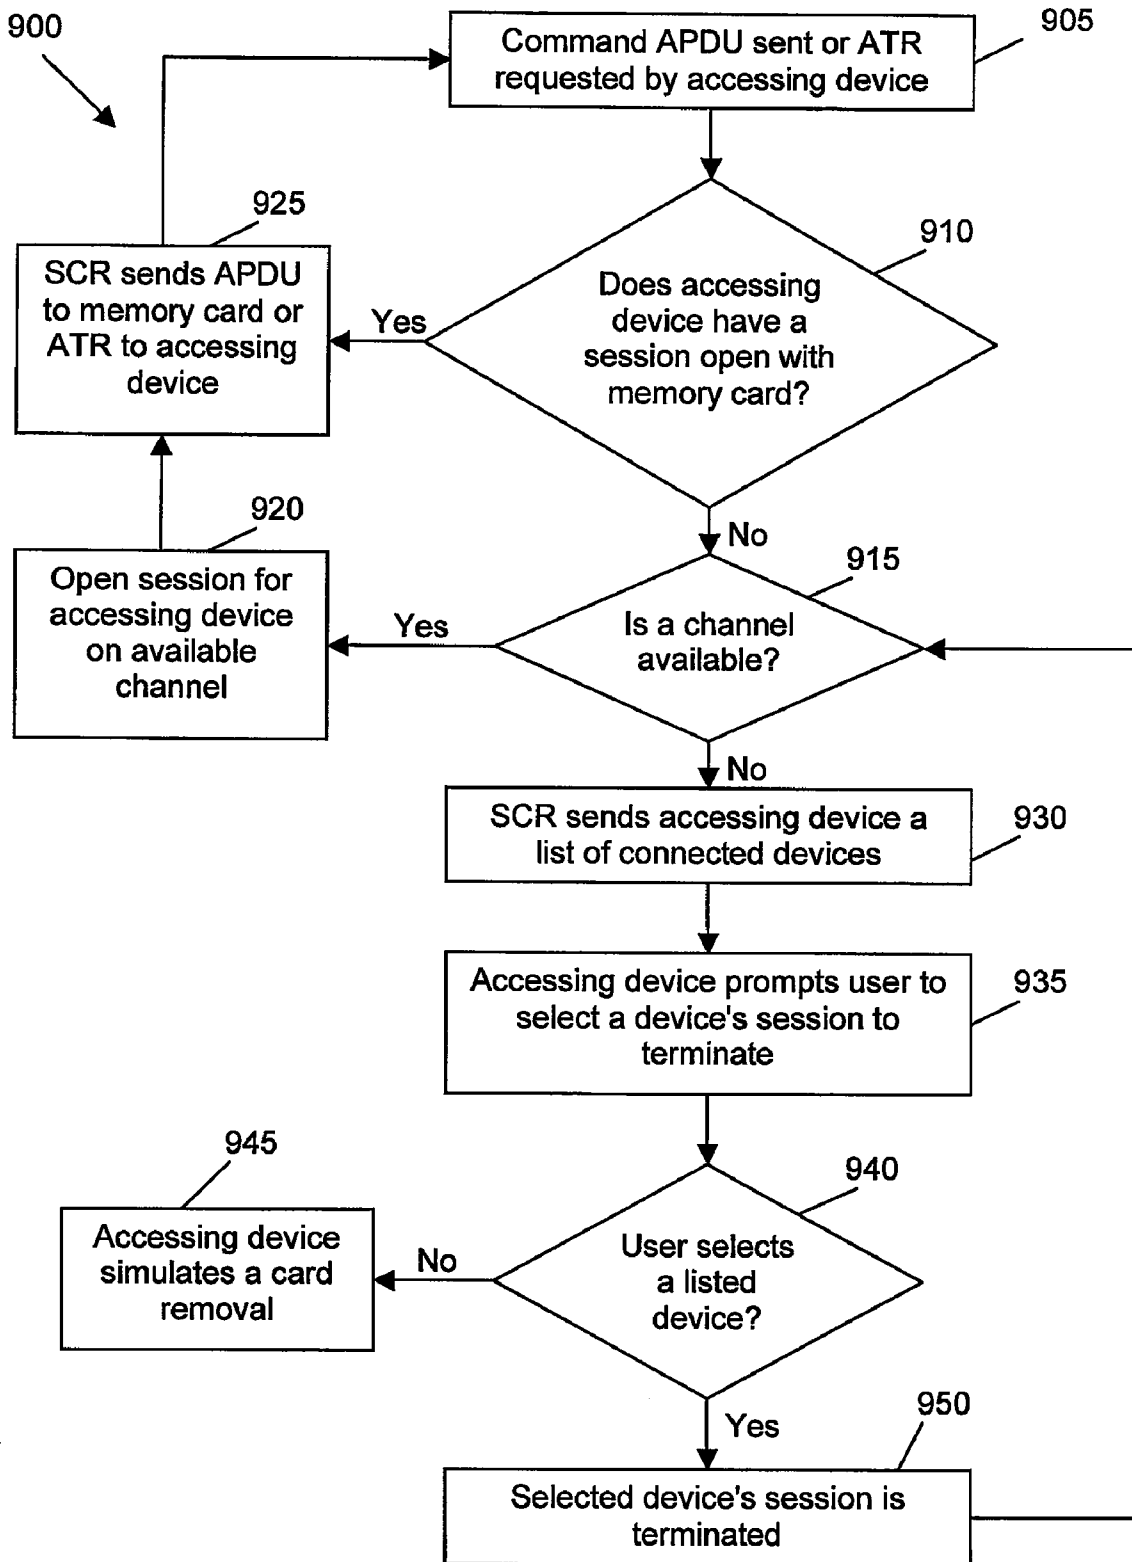 900
Command APDU sent or ATR
requested by accessing device
905
925
SCR sends APDU
to memory card or
ATR to accessing
device
Yes
Does accessing
device have a
session open with
memory card?
910
No
920
Open session for
accessing device
on available
channel
Yes
Is a channel
available?
915
No
SCR sends accessing device a
list of connected devices
930
Accessing device prompts user to
select a device's session to
terminate
935
945
Accessing device
simulates a card
removal
No
User selects
a listed
device?
940
Yes
950
Selected device's session is
terminated